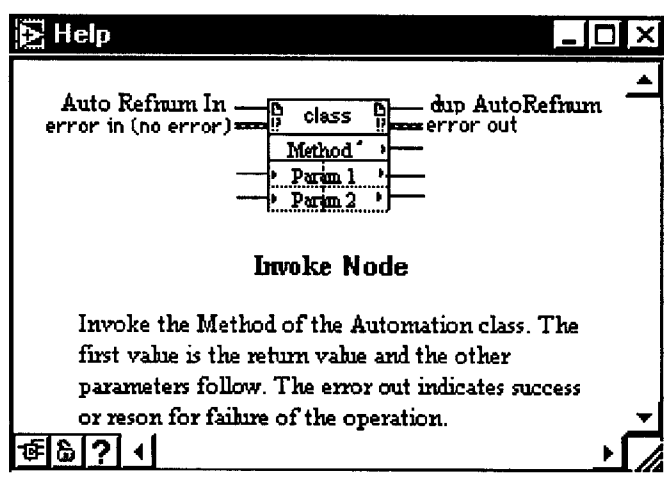 Help
Auto Refnum In
dup AutoRefnum
error in (no error)
class
error out
Method
Param 1
Param 2
Invoke Node
Invoke the Method of the Automation class. The
first value is the return value and the other
parameters follow. The error out indicates success
or reson for failure of the operation.
?